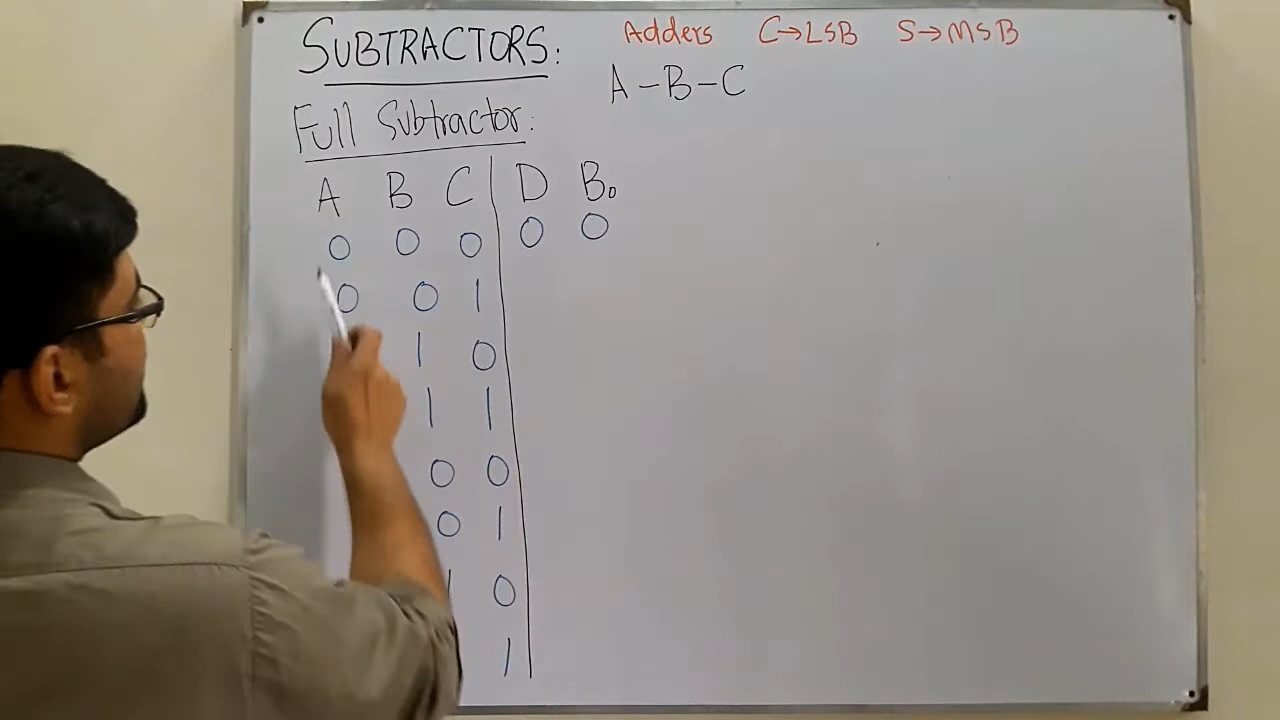 SUBTRACTORS:
Adders C→LSB S→MSB
A-B-C
Full Subtractor:
A B C D B₀
0 0 0 0 0
0 0 1
1 0
1 1
0 0
0 1
1 0
1